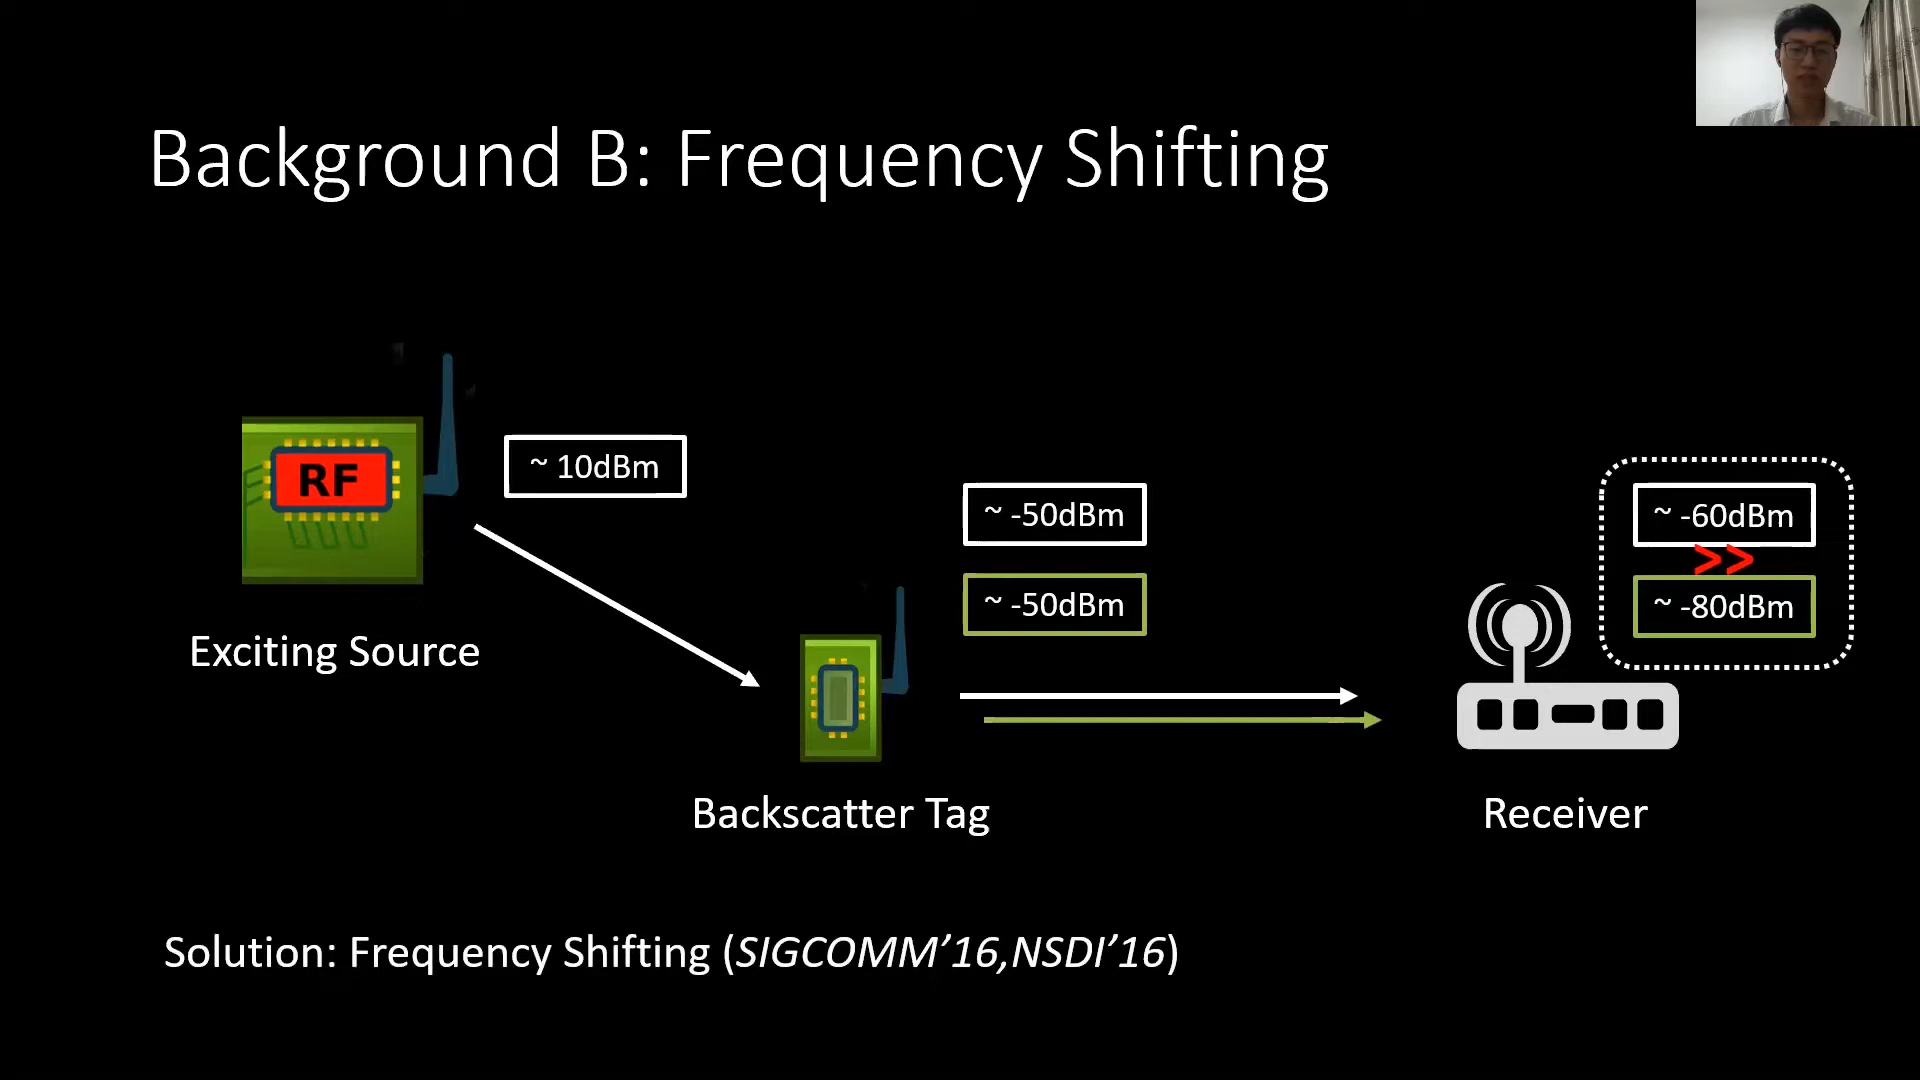 Background B: Frequency Shifting
RF
~ 10dBm
~ -50dBm
~ -60dBm
>>
~ -50dBm
~ -80dBm
Exciting Source
Backscatter Tag
Receiver
Solution: Frequency Shifting (SIGCOMM’16,NSDI’16)